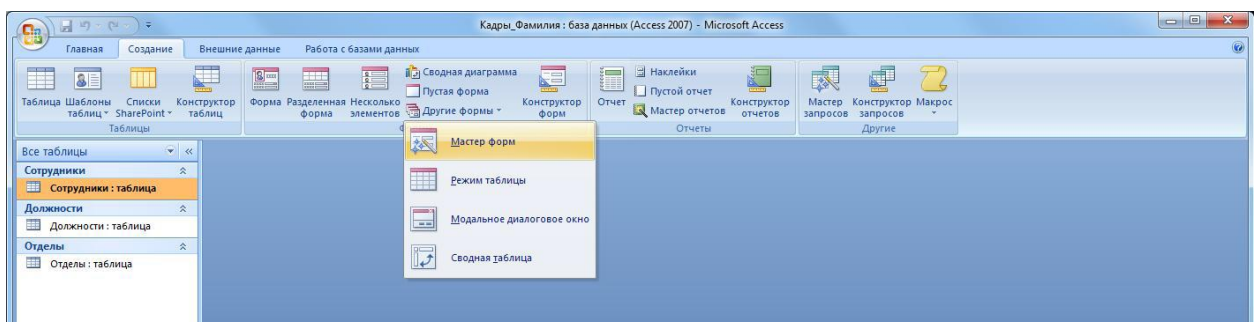 Кадры_Фамилия : база данных (Access 2007) - Microsoft Access
Главная Создание Внешние данные Работа с базами данных
Таблица
Шаблоны таблиц
Списки SharePoint
Конструктор таблиц
Таблицы
Форма
Разделенная форма
Несколько элементов
Сводная диаграмма
Пустая форма
Другие формы
Конструктор форм
Отчет
Наклейки
Пустой отчет
Мастер отчетов
Конструктор отчетов
Отчеты
Мастер запросов
Конструктор запросов
Макрос
Другие
Мастер форм
Режим таблицы
Модальное диалоговое окно
Сводная таблица
Все таблицы
Сотрудники
Сотрудники : таблица
Должности
Должности : таблица
Отделы
Отделы : таблица